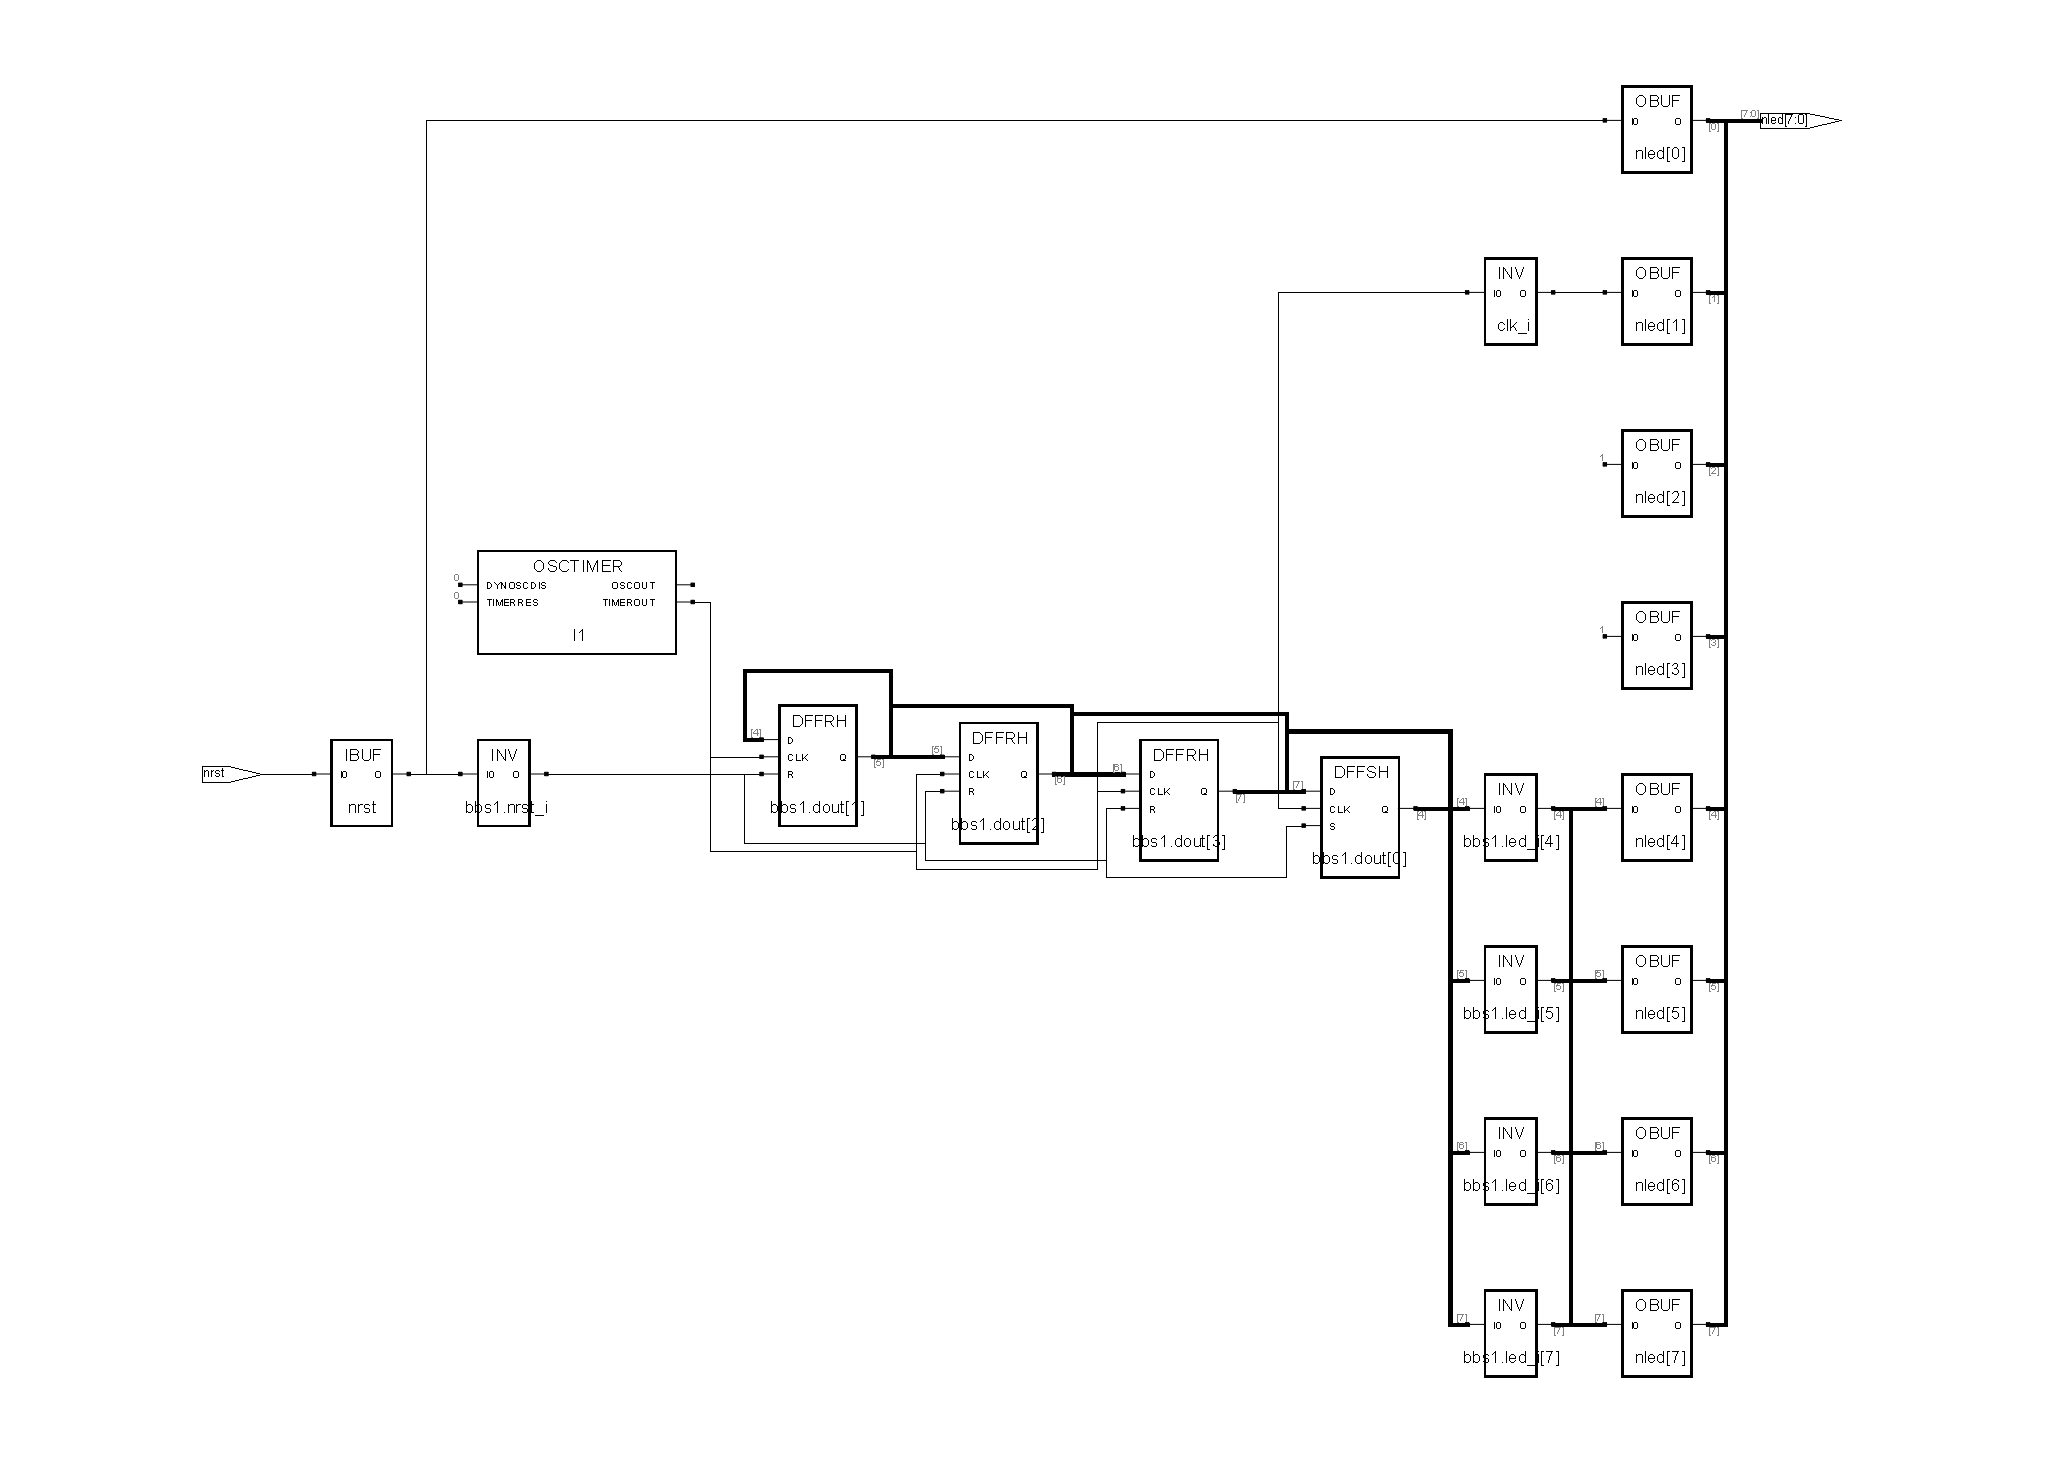 OBUF
I0 O
nled[0]
[0]
[7:0]
nled[7:0]
INV
I0 O
clk_i
OBUF
I0 O
nled[1]
[1]
OBUF
1
I0 O
nled[2]
[2]
OSCTIMER
0
DYNOSCDIS OSCOUT
0
TIMERRES TIMEROUT
I1
OBUF
1
I0 O
nled[3]
[3]
nrst
IBUF
I0 O
nrst
INV
I0 O
bbs1.nrst_i
DFFRH
[4]
D
CLK Q
R
[5]
bbs1.dout[1]
DFFRH
[5]
D
CLK Q
R
[6]
bbs1.dout[2]
DFFRH
[6]
D
CLK Q
R
[7]
bbs1.dout[3]
DFFSH
[7]
D
CLK Q
S
[4]
bbs1.dout[0]
INV
[4]
I0 O
[4]
bbs1.led_i[4]
OBUF
[4]
I0 O
[4]
nled[4]
INV
[5]
I0 O
[5]
bbs1.led_i[5]
OBUF
[5]
I0 O
[5]
nled[5]
INV
[6]
I0 O
[6]
bbs1.led_i[6]
OBUF
[6]
I0 O
[6]
nled[6]
INV
[7]
I0 O
[7]
bbs1.led_i[7]
OBUF
[7]
I0 O
[7]
nled[7]